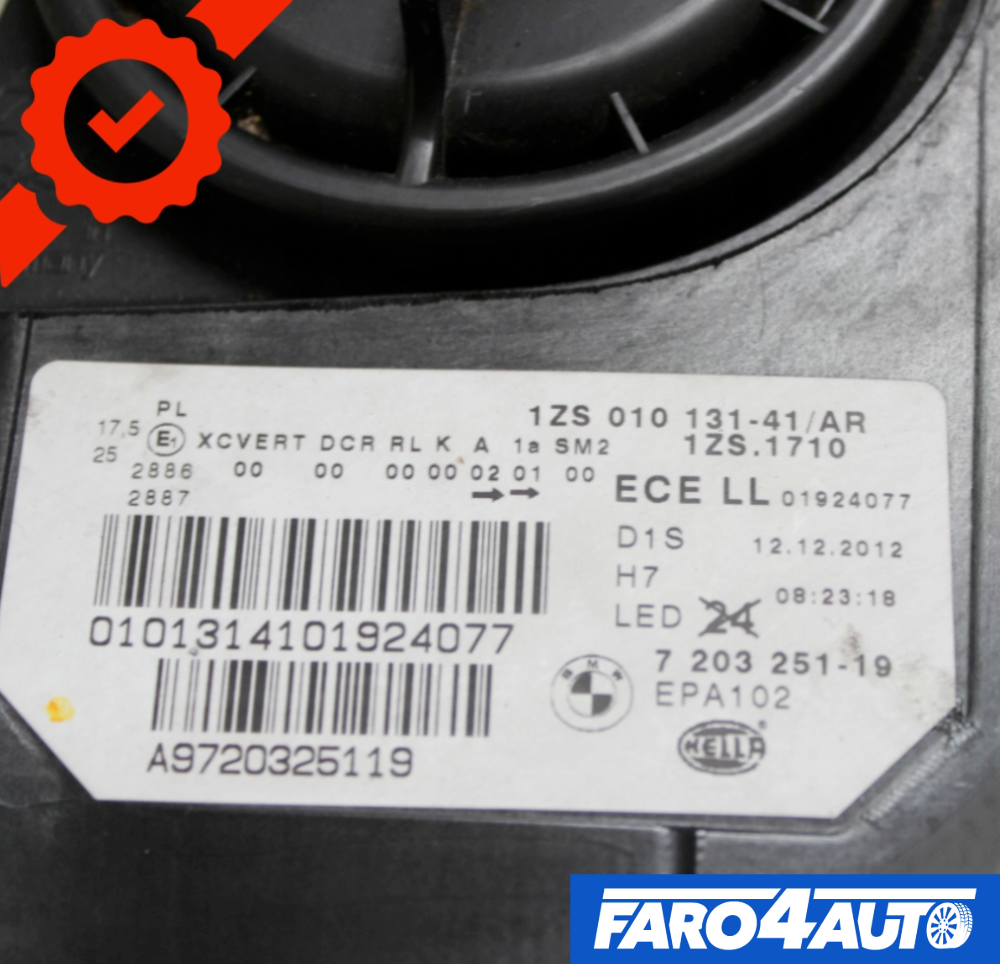 PL
17,5 E1 XCVERT DCR RL K A 1a SM2
25 2886 00 00 00 00 02 01 00
2887
0101314101924077
A9720325119
1ZS 010 131-41/AR
1ZS.1710
ECE LL 01924077
D1S 12.12.2012
H7 08:23:18
LED 24
BMW 7 203 251-19
EPA102
HELLA ®
FARO4AUTO